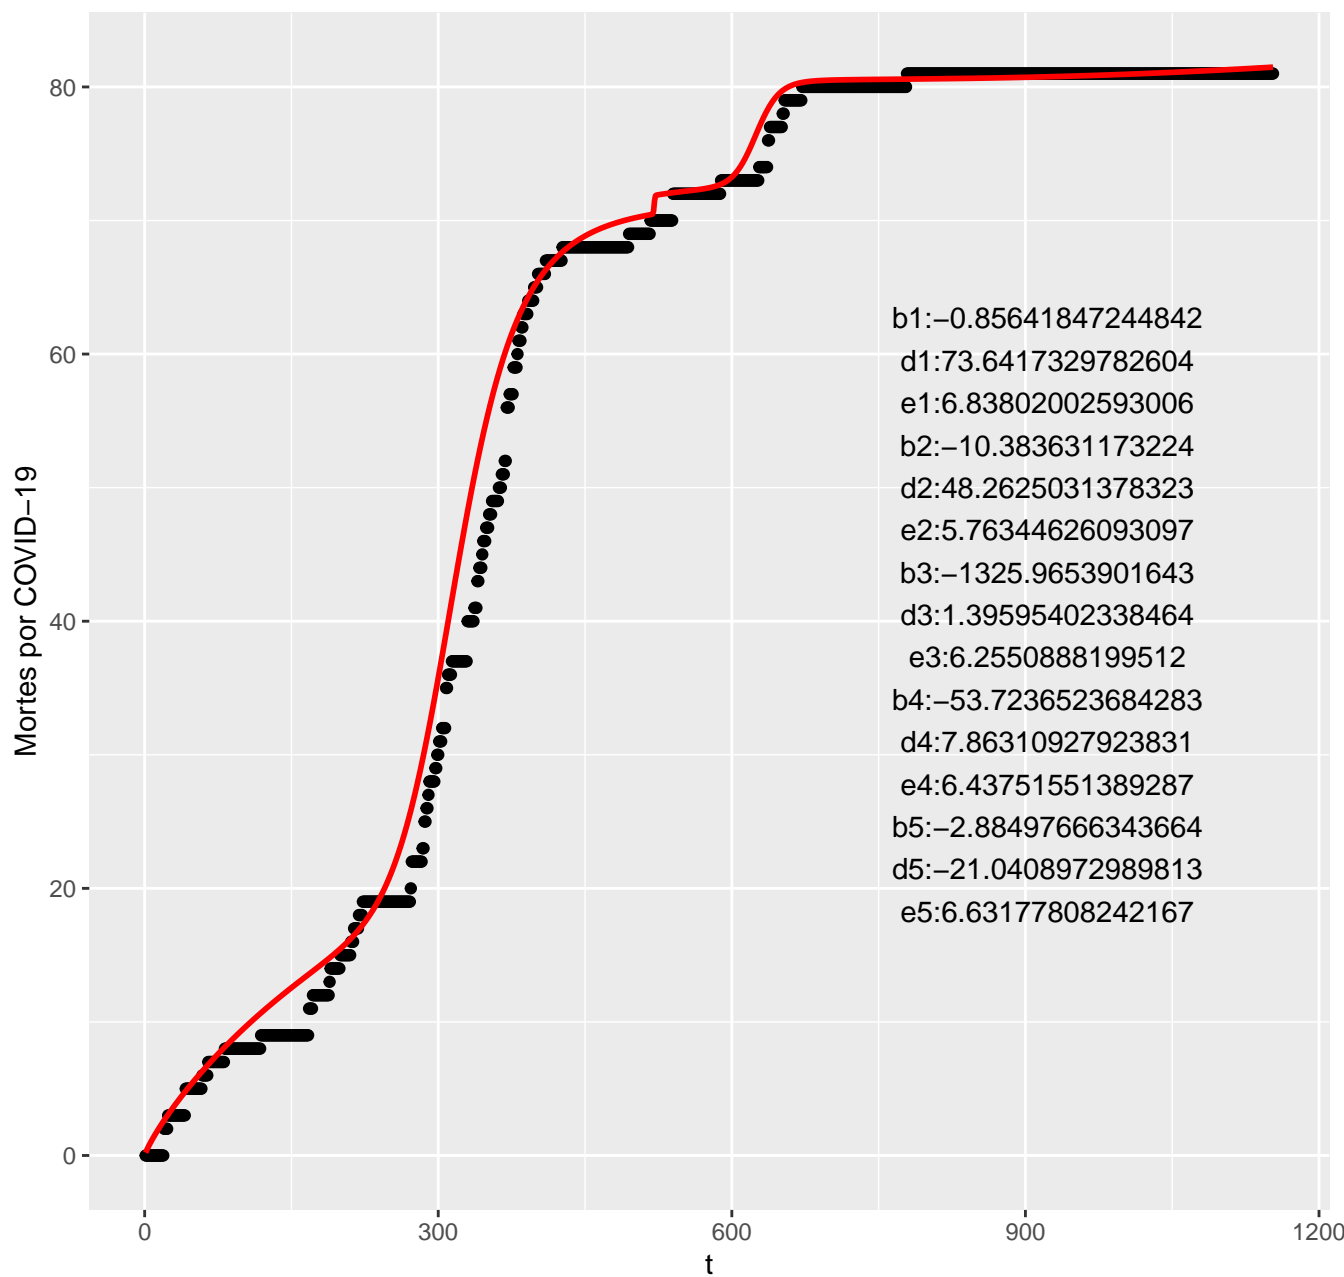 80
60
40
20
0
Mortes por COVID−19
b1:−0.85641847244842
d1:73.6417329782604
e1:6.83802002593006
b2:−10.383631173224
d2:48.2625031378323
e2:5.76344626093097
b3:−1325.9653901643
d3:1.39595402338464
e3:6.2550888199512
b4:−53.7236523684283
d4:7.86310927923831
e4:6.43751551389287
b5:−2.88497666343664
d5:−21.0408972989813
e5:6.63177808242167
0 300 600 900 1200
t